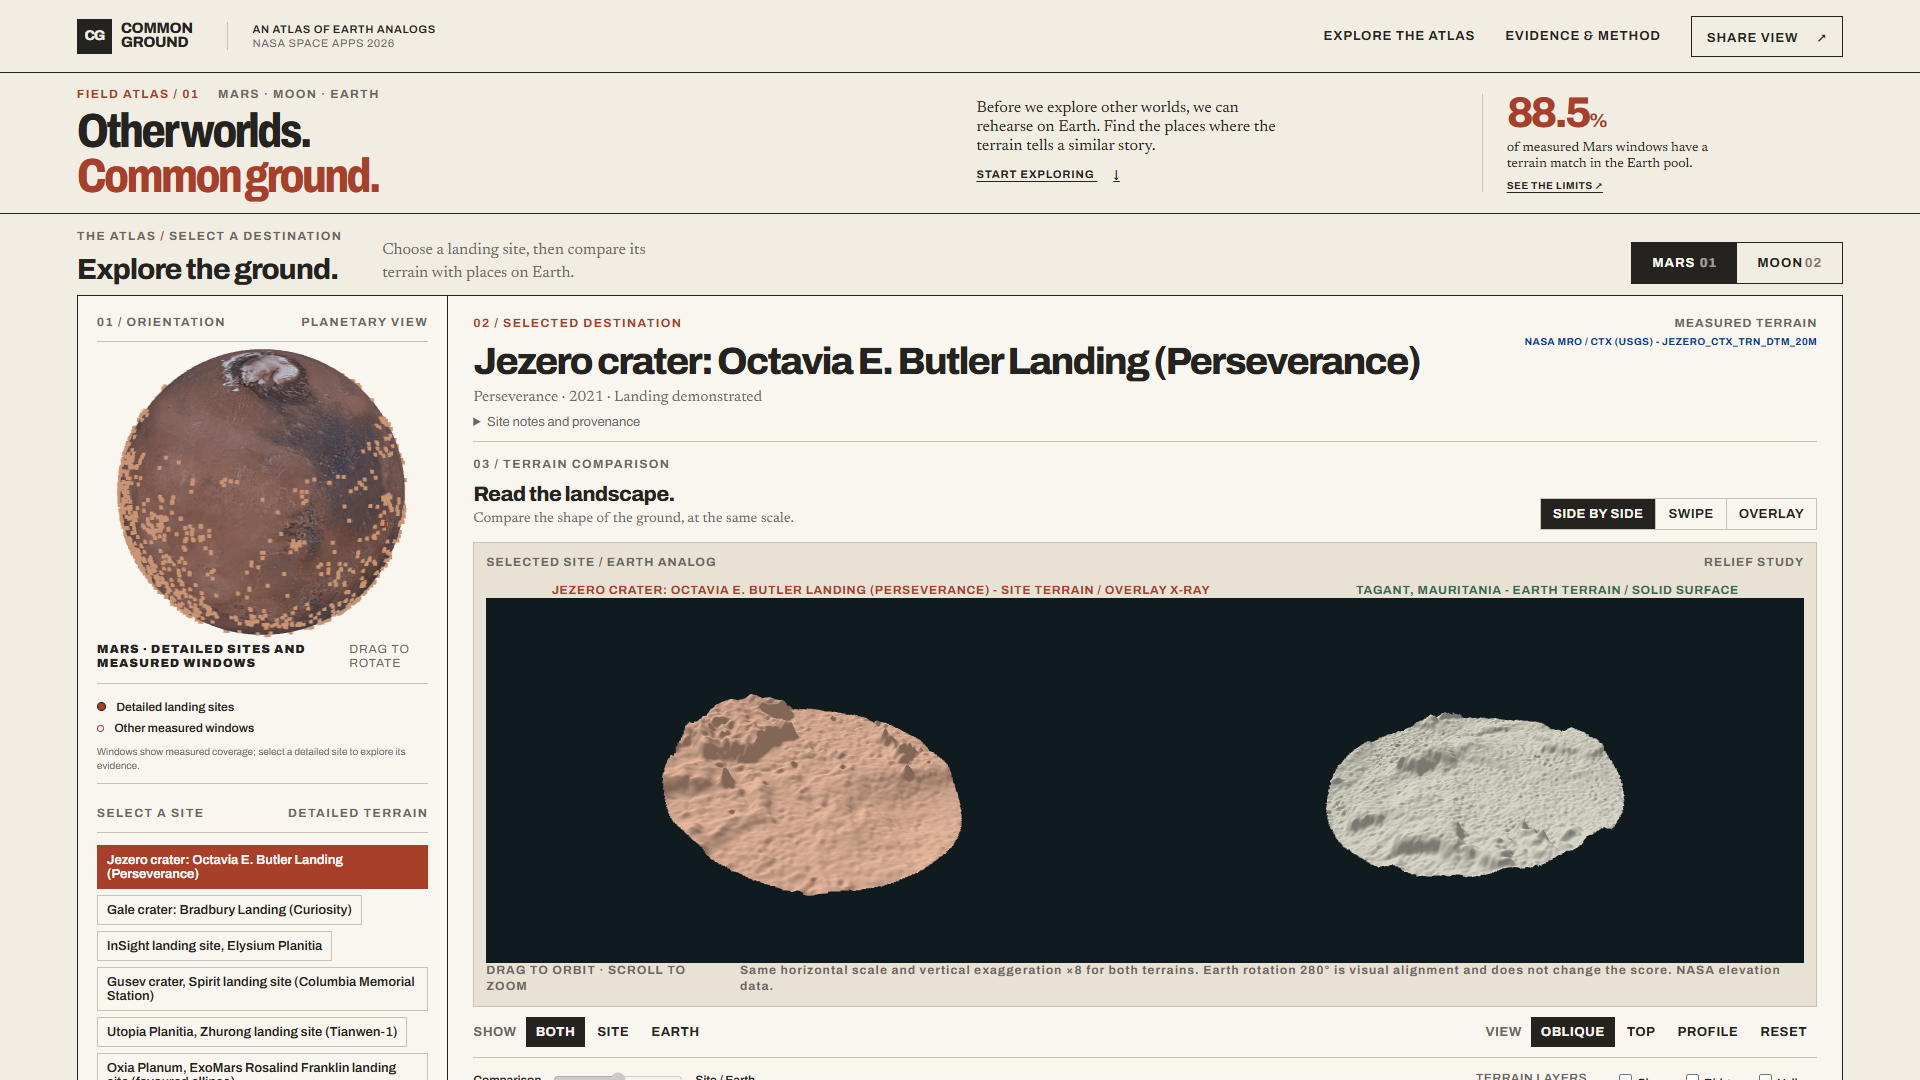 CG
COMMON
GROUND
AN ATLAS OF EARTH ANALOGS
NASA SPACE APPS 2026
EXPLORE THE ATLAS
EVIDENCE & METHOD
SHARE VIEW ↗
FIELD ATLAS / 01
MARS · MOON · EARTH
Other worlds.
Common ground.
Before we explore other worlds, we can
rehearse on Earth. Find the places where the
terrain tells a similar story.
START EXPLORING ↓
88.5%
of measured Mars windows have a
terrain match in the Earth pool.
SEE THE LIMITS ↗
THE ATLAS / SELECT A DESTINATION
Explore the ground.
Choose a landing site, then compare its
terrain with places on Earth.
MARS 01
MOON 02
01 / ORIENTATION
PLANETARY VIEW
MARS · DETAILED SITES AND
MEASURED WINDOWS
DRAG TO
ROTATE
Detailed landing sites
Other measured windows
Windows show measured coverage; select a detailed site to explore its
evidence.
SELECT A SITE
DETAILED TERRAIN
Jezero crater: Octavia E. Butler Landing
(Perseverance)
Gale crater: Bradbury Landing (Curiosity)
InSight landing site, Elysium Planitia
Gusev crater, Spirit landing site (Columbia Memorial
Station)
Utopia Planitia, Zhurong landing site (Tianwen-1)
Oxia Planum, ExoMars Rosalind Franklin landing
02 / SELECTED DESTINATION
MEASURED TERRAIN
NASA MRO / CTX (USGS) - JEZERO_CTX_TRN_DTM_20M
Jezero crater: Octavia E. Butler Landing (Perseverance)
Perseverance · 2021 · Landing demonstrated
Site notes and provenance
03 / TERRAIN COMPARISON
Read the landscape.
Compare the shape of the ground, at the same scale.
SIDE BY SIDE
SWIPE
OVERLAY
SELECTED SITE / EARTH ANALOG
RELIEF STUDY
JEZERO CRATER: OCTAVIA E. BUTLER LANDING (PERSEVERANCE) - SITE TERRAIN / OVERLAY X-RAY
TAGANT, MAURITANIA - EARTH TERRAIN / SOLID SURFACE
DRAG TO ORBIT · SCROLL TO
ZOOM
Same horizontal scale and vertical exaggeration ×8 for both terrains. Earth rotation 280° is visual alignment and does not change the score. NASA elevation
data.
SHOW
BOTH
SITE
EARTH
VIEW
OBLIQUE
TOP
PROFILE
RESET
Comparison
Site / Earth
TERRAIN LAYERS